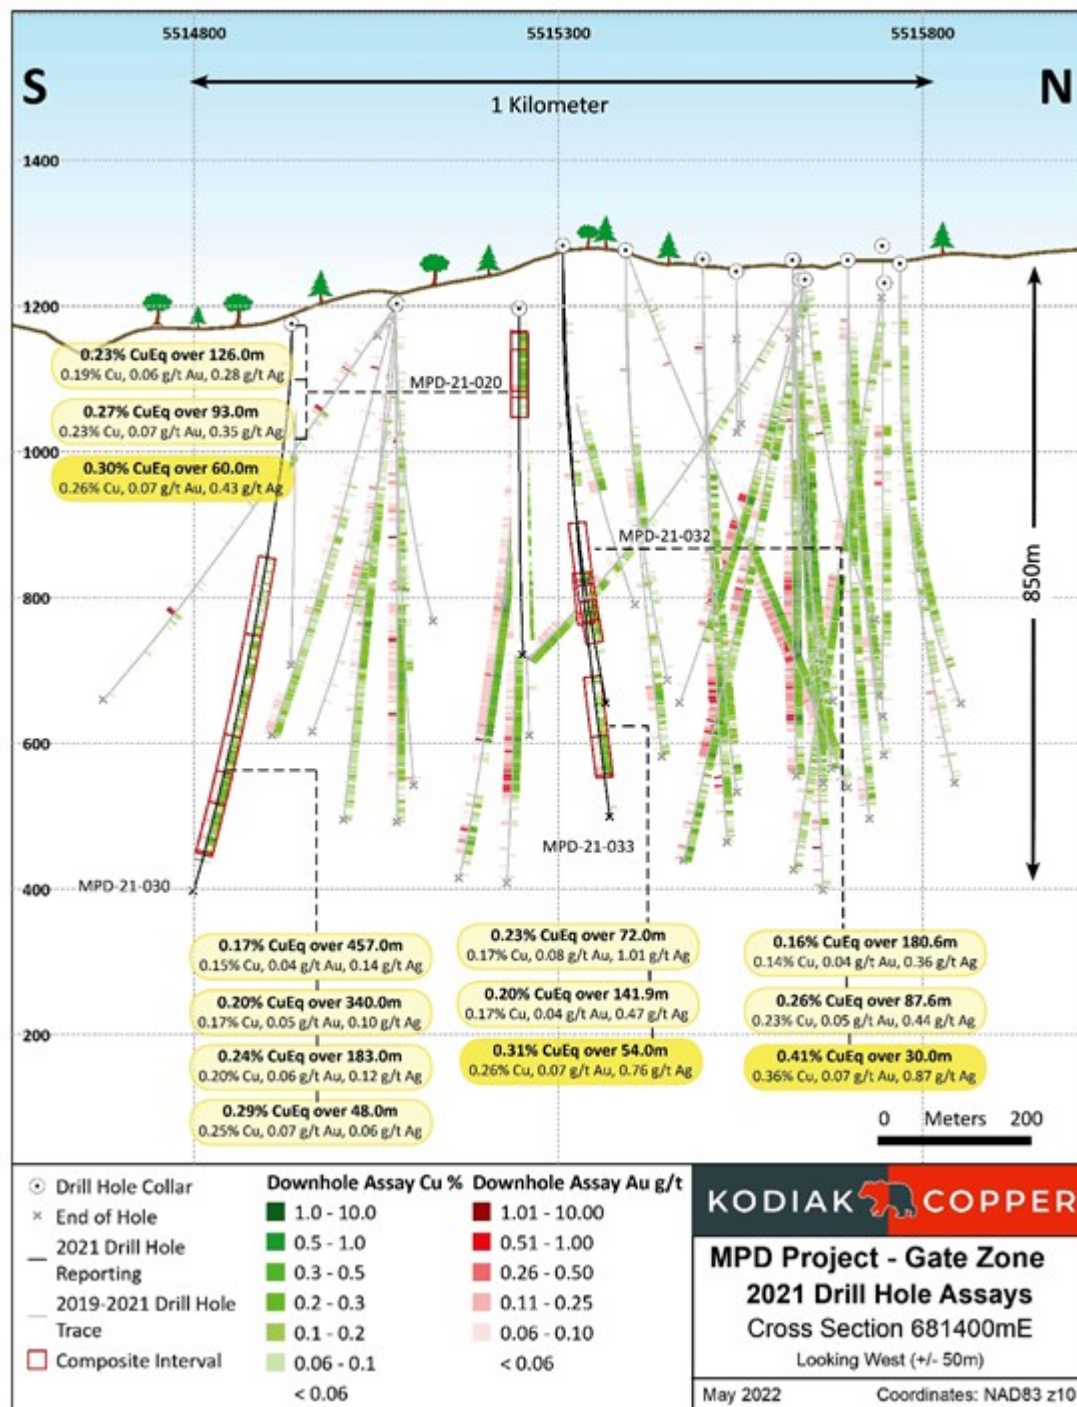 5514800 5515300 5515800
S N
1 Kilometer
1400
1200
1000
800
600
400
200
0.23% CuEq over 126.0m
0.19% Cu, 0.06 g/t Au, 0.28 g/t Ag
0.27% CuEq over 93.0m
0.23% Cu, 0.07 g/t Au, 0.35 g/t Ag
0.30% CuEq over 60.0m
0.26% Cu, 0.07 g/t Au, 0.43 g/t Ag
MPD-21-020
MPD-21-032
850m
MPD-21-033
MPD-21-030
0.17% CuEq over 457.0m
0.15% Cu, 0.04 g/t Au, 0.14 g/t Ag
0.20% CuEq over 340.0m
0.17% Cu, 0.05 g/t Au, 0.10 g/t Ag
0.24% CuEq over 183.0m
0.20% Cu, 0.06 g/t Au, 0.12 g/t Ag
0.29% CuEq over 48.0m
0.25% Cu, 0.07 g/t Au, 0.06 g/t Ag
0.23% CuEq over 72.0m
0.17% Cu, 0.08 g/t Au, 1.01 g/t Ag
0.20% CuEq over 141.9m
0.17% Cu, 0.04 g/t Au, 0.47 g/t Ag
0.31% CuEq over 54.0m
0.26% Cu, 0.07 g/t Au, 0.76 g/t Ag
0.16% CuEq over 180.6m
0.14% Cu, 0.04 g/t Au, 0.36 g/t Ag
0.26% CuEq over 87.6m
0.23% Cu, 0.05 g/t Au, 0.44 g/t Ag
0.41% CuEq over 30.0m
0.36% Cu, 0.07 g/t Au, 0.87 g/t Ag
0 Meters 200
Drill Hole Collar
End of Hole
2021 Drill Hole
Reporting
2019-2021 Drill Hole
Trace
Composite Interval
Downhole Assay Cu %
1.0 - 10.0
0.5 - 1.0
0.3 - 0.5
0.2 - 0.3
0.1 - 0.2
0.06 - 0.1
< 0.06
Downhole Assay Au g/t
1.01 - 10.00
0.51 - 1.00
0.26 - 0.50
0.11 - 0.25
0.06 - 0.10
< 0.06
KODIAK COPPER
MPD Project - Gate Zone
2021 Drill Hole Assays
Cross Section 681400mE
Looking West (+/- 50m)
May 2022 Coordinates: NAD83 z10